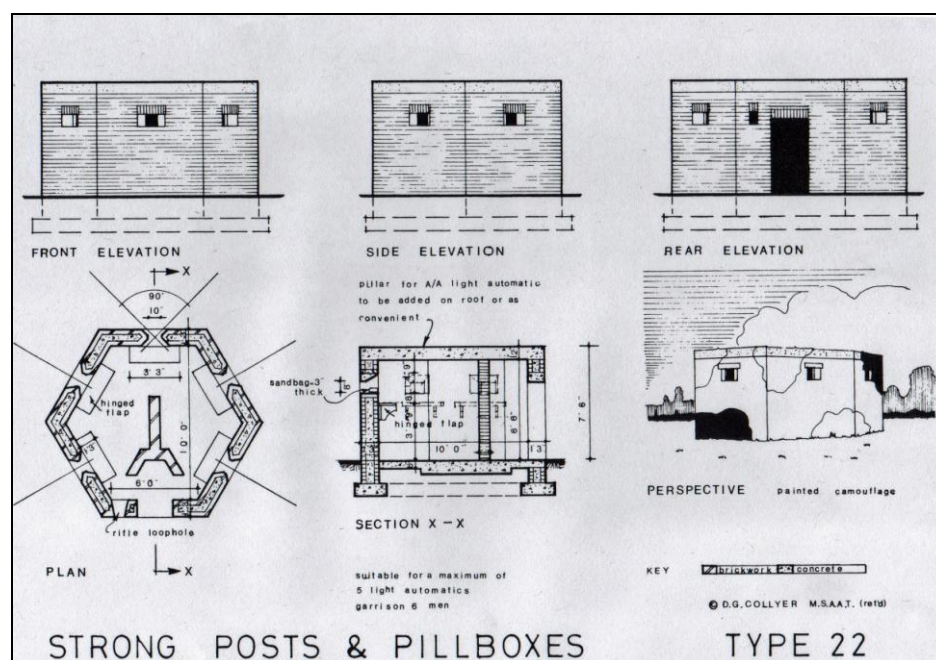 FRONT ELEVATION
SIDE ELEVATION
REAR ELEVATION
X
90°
10"
3' 3"
hinged
flap
10' 0"
1'3"
6'0"
rifle loophole
PLAN
X
pillar for A/A light automatic
to be added on roof or as
convenient
sandbag-3"
thick
6"
hinged flap
10' 0"
6'6"
13"
7' 6"
SECTION X-X
suitable for a maximum of
5 light automatics
garrison 6 men
PERSPECTIVE painted camouflage
KEY brickwork concrete
© D.G. COLLYER M.S.A.A.T. (ret'd)
STRONG POSTS & PILLBOXES TYPE 22